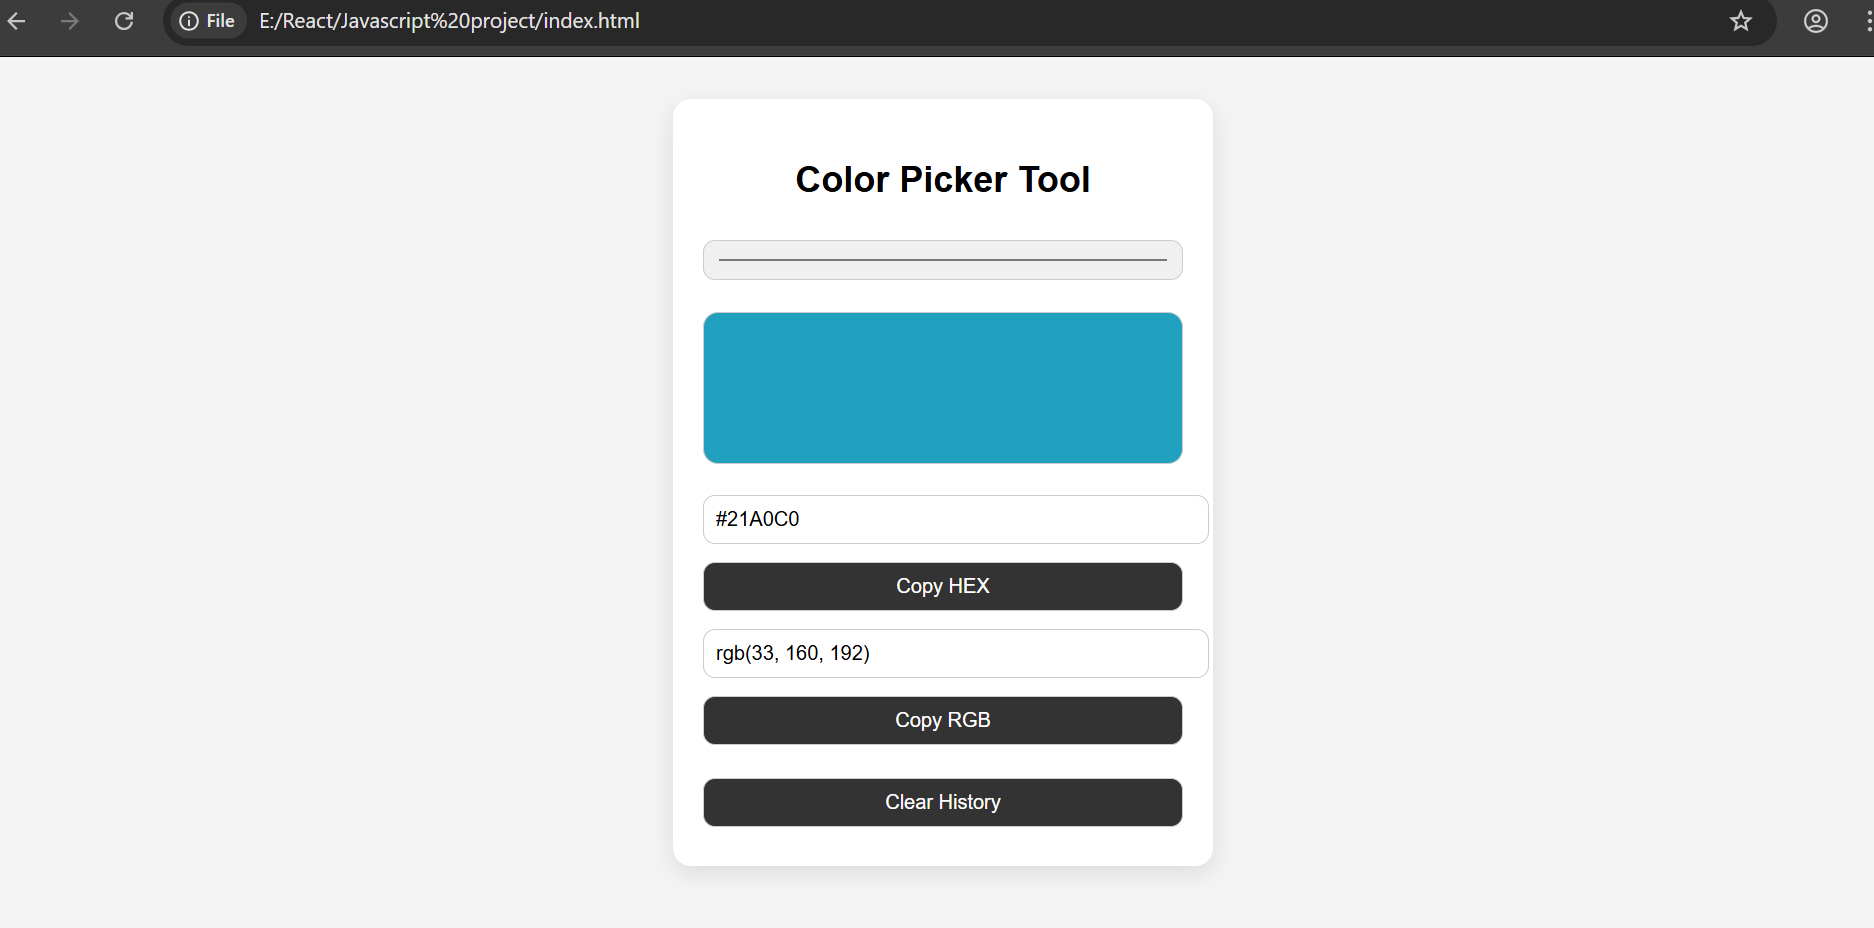 File E:/React/Javascript%20project/index.html
Color Picker Tool
#21A0C0
Copy HEX
rgb(33, 160, 192)
Copy RGB
Clear History